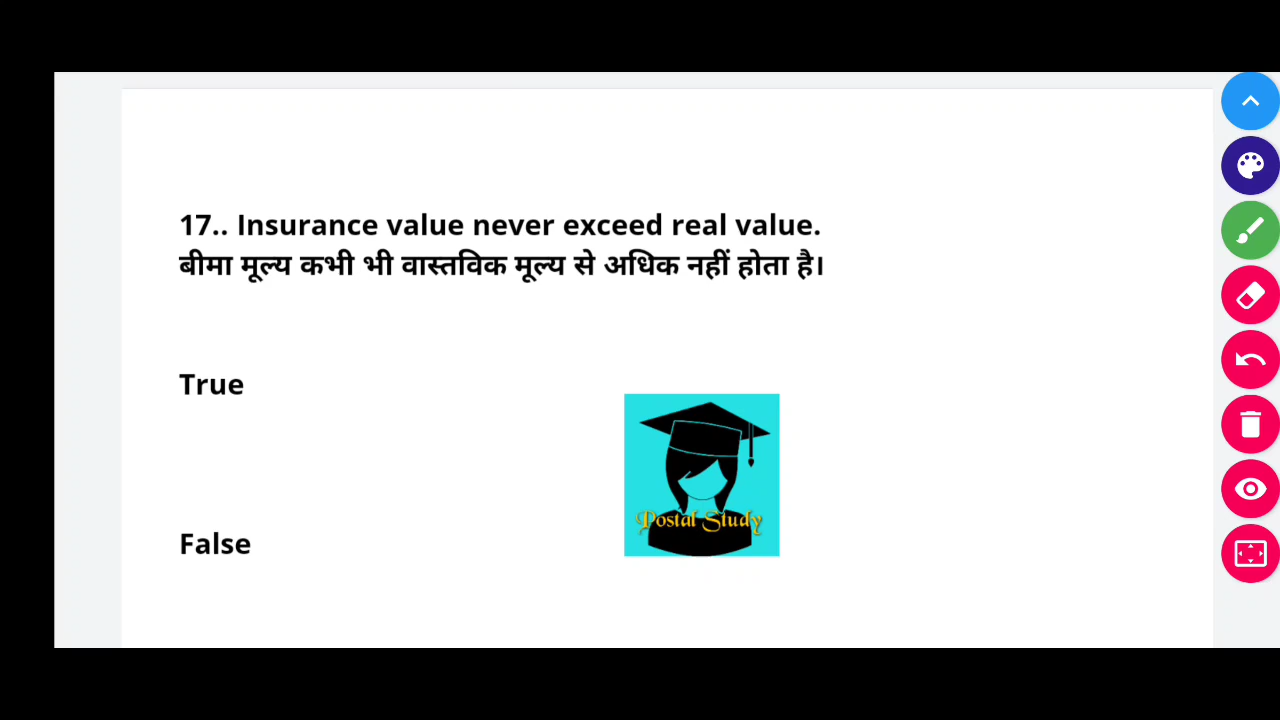 17.. Insurance value never exceed real value.
बीमा मूल्य कभी भी वास्तविक मूल्य से अधिक नहीं होता है।
True
Postal Study
False